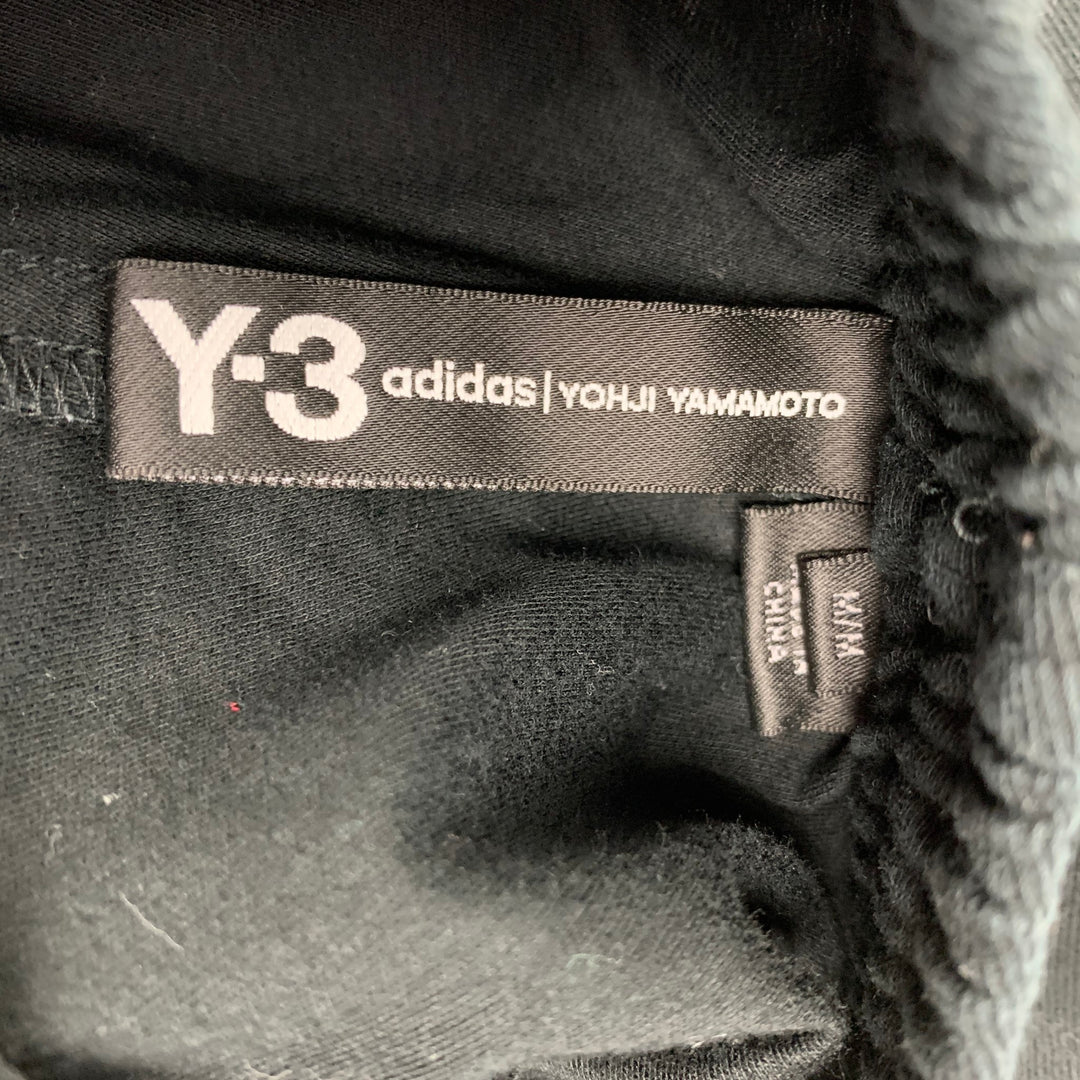 Y-3 adidas | YOHJI YAMAMOTO
CHINA
M/M